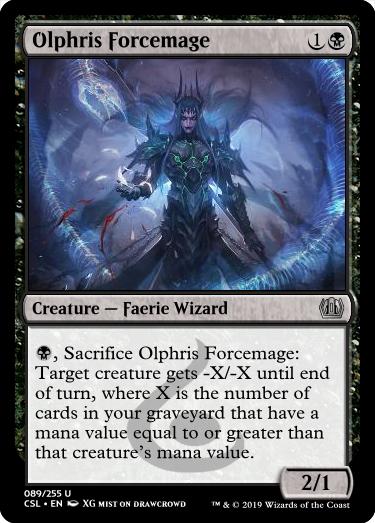 Olphris Forcemage 1
Creature — Faerie Wizard
, Sacrifice Olphris Forcemage:
Target creature gets -X/-X until end
of turn, where X is the number of
cards in your graveyard that have a
mana value equal to or greater than
that creature's mana value.
2/1
089/255 U
CSL • EN XG MIST ON DRAWCROWD
™ & © 2019 Wizards of the Coast